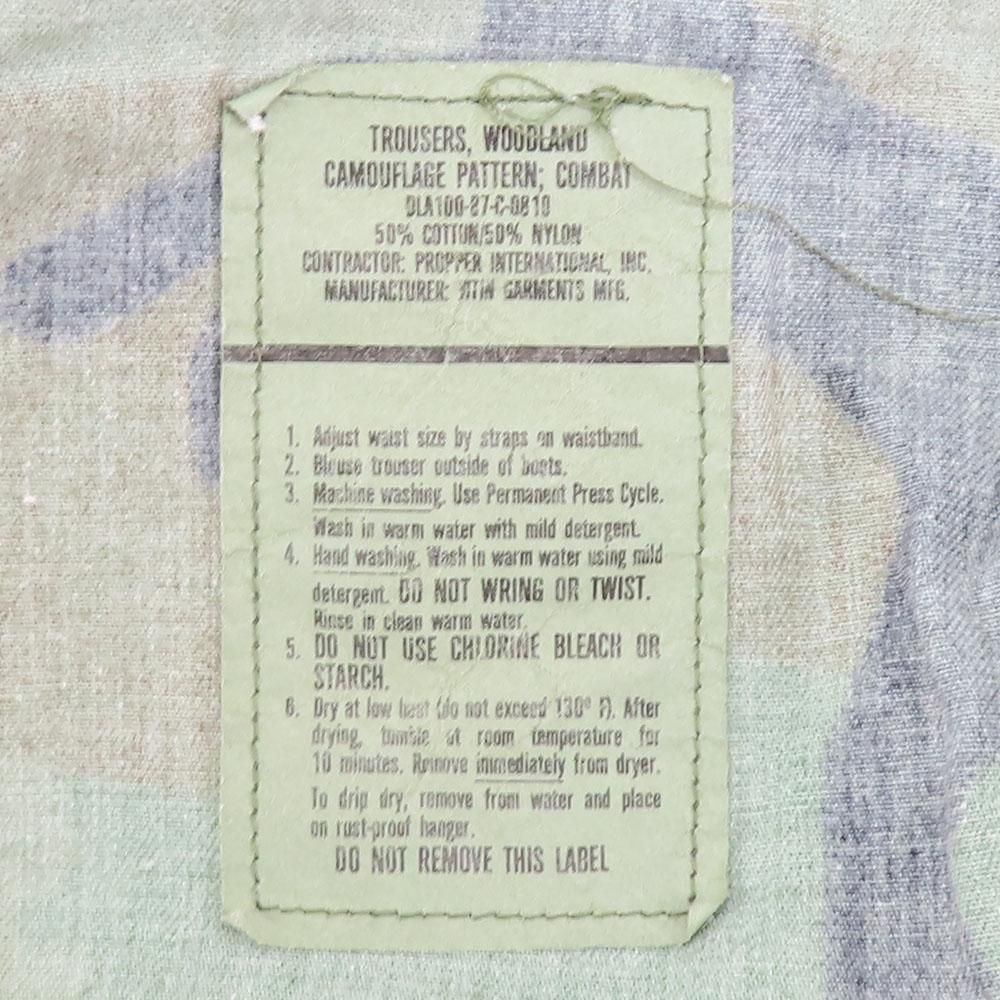 TROUSERS, WOODLAND
CAMOUFLAGE PATTERN; COMBAT
DLA100-87-C-0810
50% COTTON/50% NYLON
CONTRACTOR: PROPPER INTERNATIONAL, INC.
MANUFACTURER: GARMENTS MFG.
1. Adjust waist size by straps on waistband.
2. Blouse trouser outside of boots.
3. Machine washing. Use Permanent Press Cycle.
Wash in warm water with mild detergent.
4. Hand washing. Wash in warm water using mild
detergent. DO NOT WRING OR TWIST.
Rinse in clean warm water.
5. DO NOT USE CHLORINE BLEACH OR
STARCH.
6. Dry at low heat (do not exceed 130° F). After
drying, tumble at room temperature for
10 minutes. Remove immediately from dryer.
To drip dry, remove from water and place
on rust-proof hanger.
DO NOT REMOVE THIS LABEL